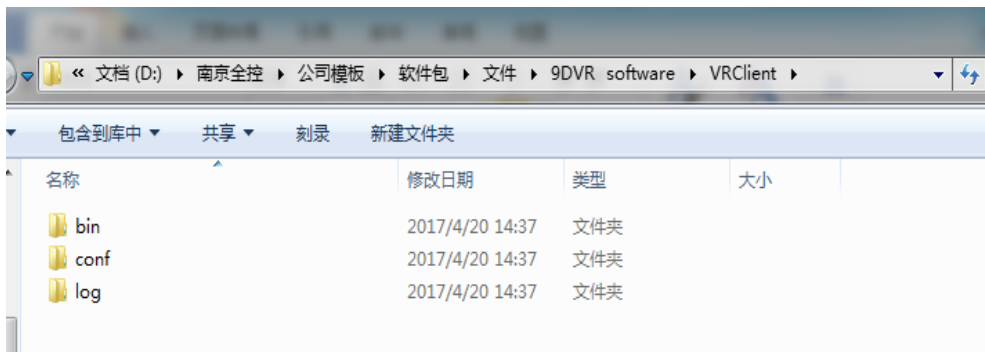 « 文档 (D:) ▸ 南京全控 ▸ 公司模板 ▸ 软件包 ▸ 文件 ▸ 9DVR software ▸ VRClient ▸
包含到库中 共享 刻录 新建文件夹
名称 修改日期 类型 大小
bin 2017/4/20 14:37 文件夹
conf 2017/4/20 14:37 文件夹
log 2017/4/20 14:37 文件夹